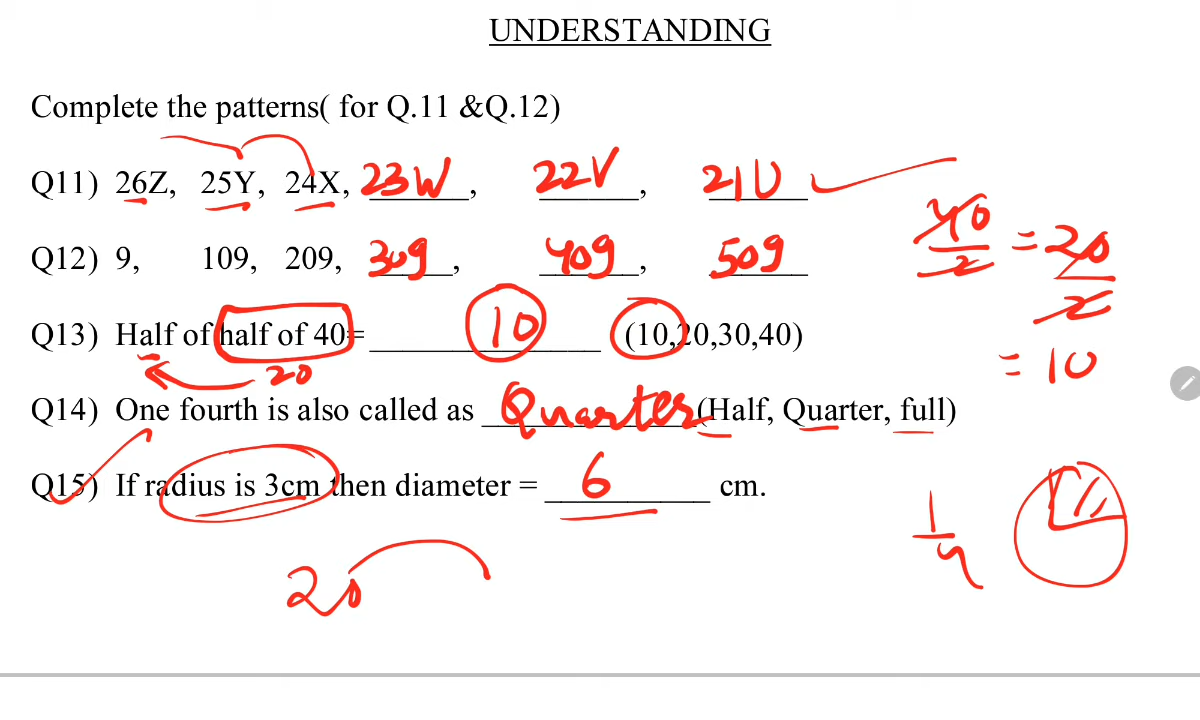 UNDERSTANDING
Complete the patterns( for Q.11 &Q.12)
Q11) 26Z, 25Y, 24X, 23W, 22V, 21U
Q12) 9, 109, 209, 309, 409, 509
40/2 = 20/2
Q13) Half of half of 40= 10 (10,20,30,40)
20
= 10
Q14) One fourth is also called as Quarter (Half, Quarter, full)
Q15) If radius is 3cm then diameter = 6 cm.
1/4
20